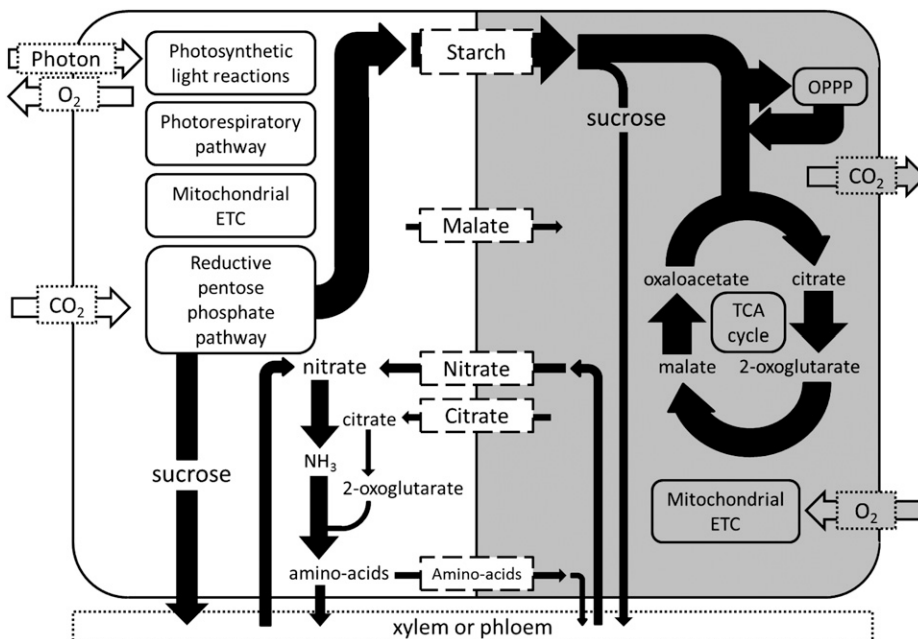 Photon
O₂
Photosynthetic
light reactions
Photorespiratory
pathway
Mitochondrial
ETC
Reductive
pentose
phosphate
pathway
CO₂
Starch
sucrose
OPPP
CO₂
Malate
oxaloacetate
citrate
TCA
cycle
malate
2-oxoglutarate
nitrate
Nitrate
citrate
Citrate
sucrose
NH₃
2-oxoglutarate
Mitochondrial
ETC
O₂
amino-acids
Amino-acids
xylem or phloem